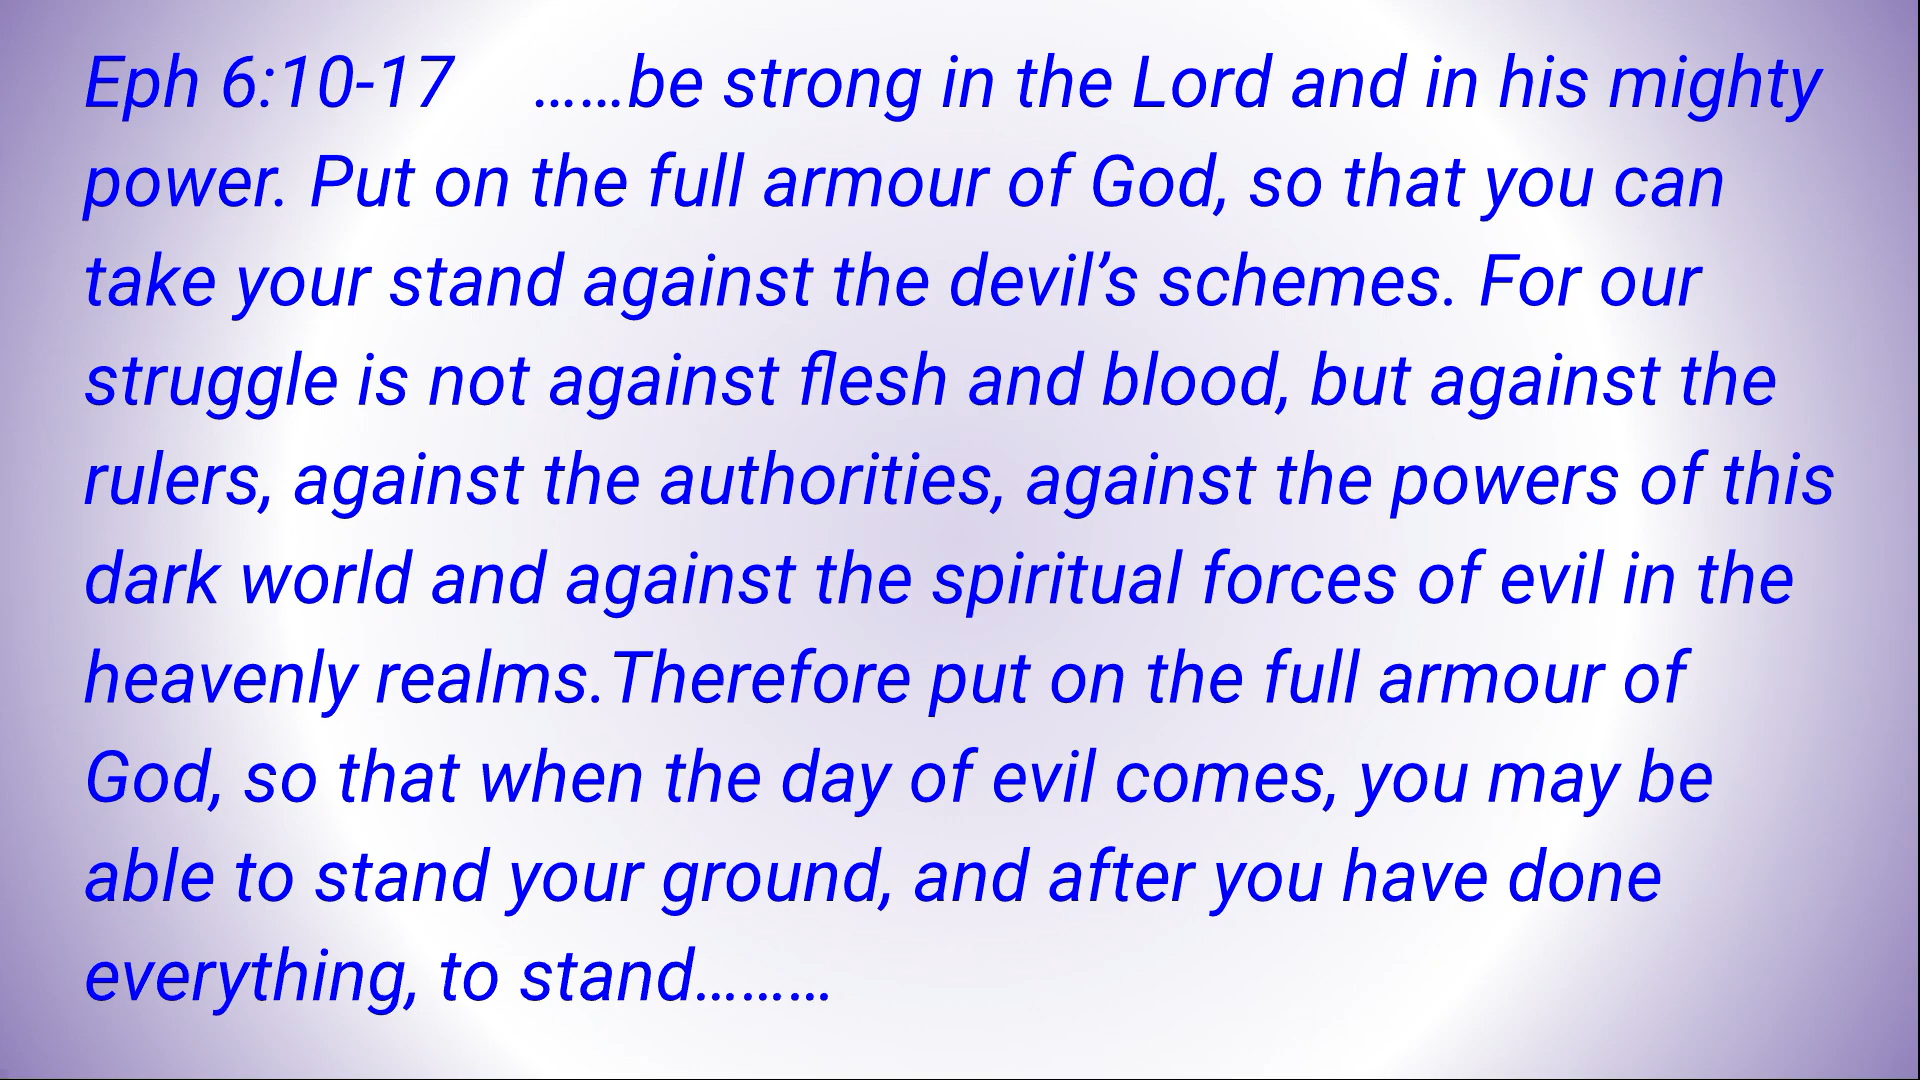 Eph 6:10-17 ……be strong in the Lord and in his mighty
power. Put on the full armour of God, so that you can
take your stand against the devil’s schemes. For our
struggle is not against flesh and blood, but against the
rulers, against the authorities, against the powers of this
dark world and against the spiritual forces of evil in the
heavenly realms.Therefore put on the full armour of
God, so that when the day of evil comes, you may be
able to stand your ground, and after you have done
everything, to stand………